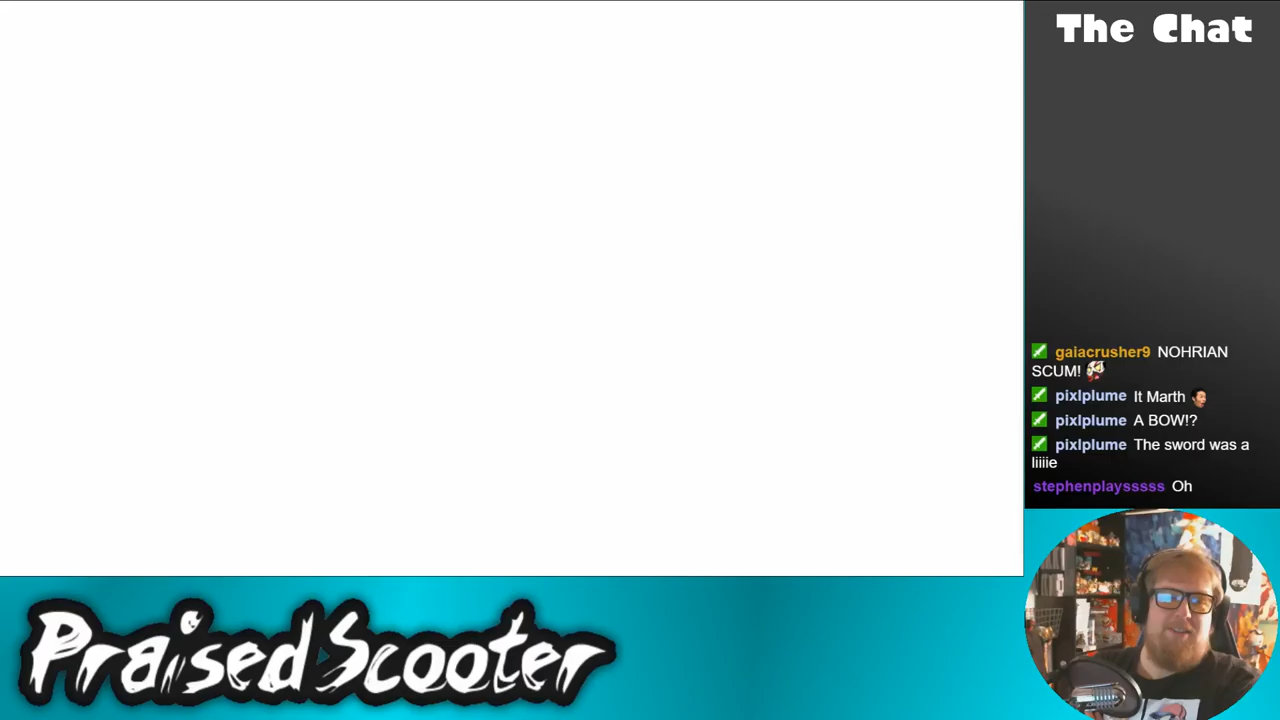 The Chat
gaiacrusher9 NOHRIAN
SCUM!
pixlplume It Marth
pixlplume A BOW!?
pixlplume The sword was a
liiiie
stephenplaysssss Oh
PraisedScooter